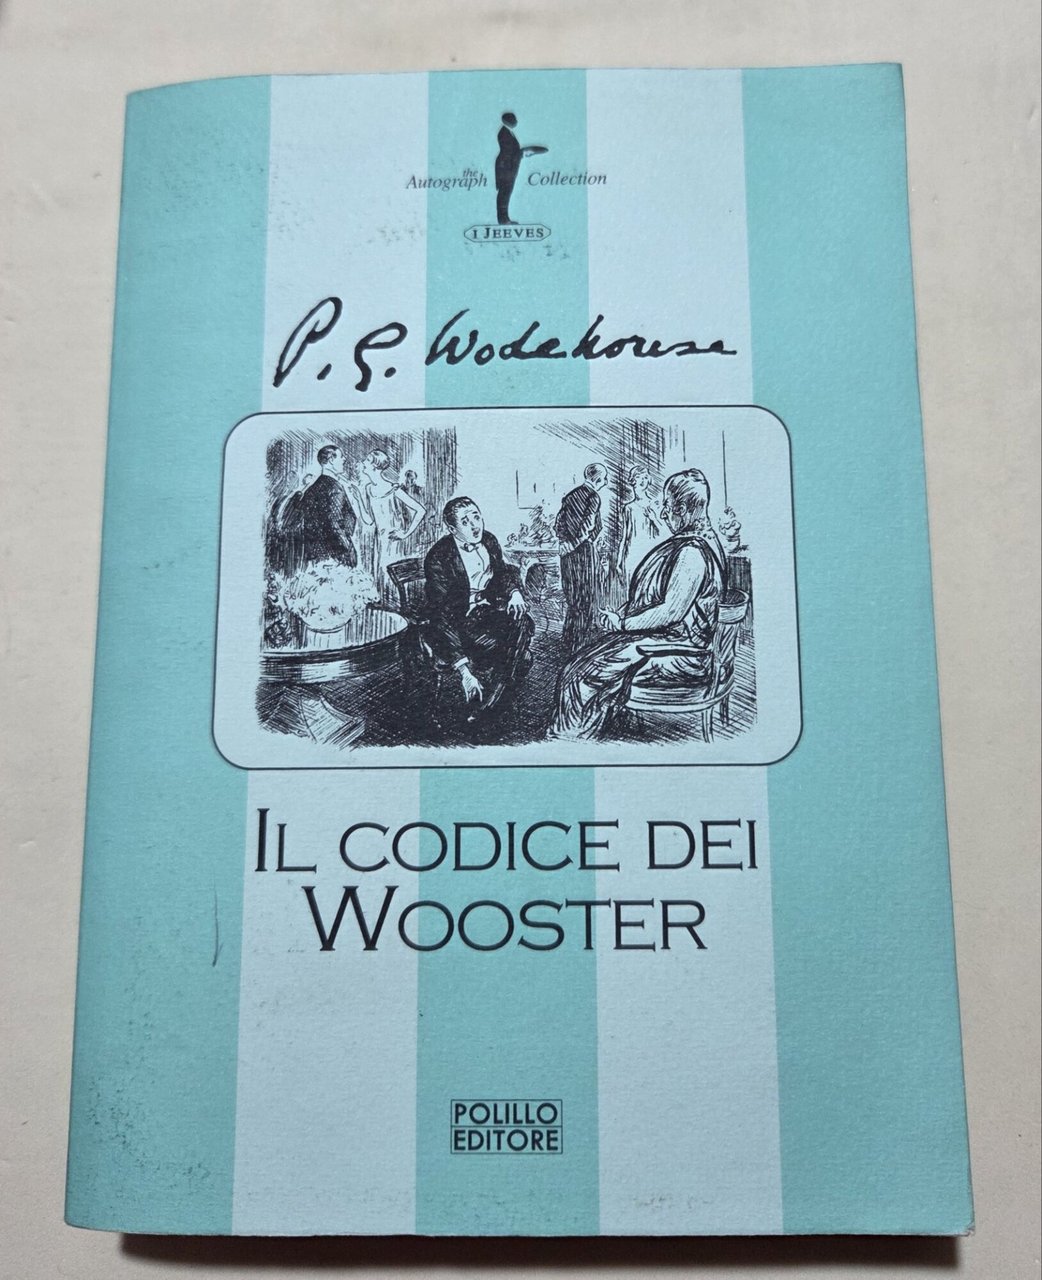 the
Autograph Collection
I JEEVES
P. G. Wodehouse
IL CODICE DEI
WOOSTER
POLILLO
EDITORE